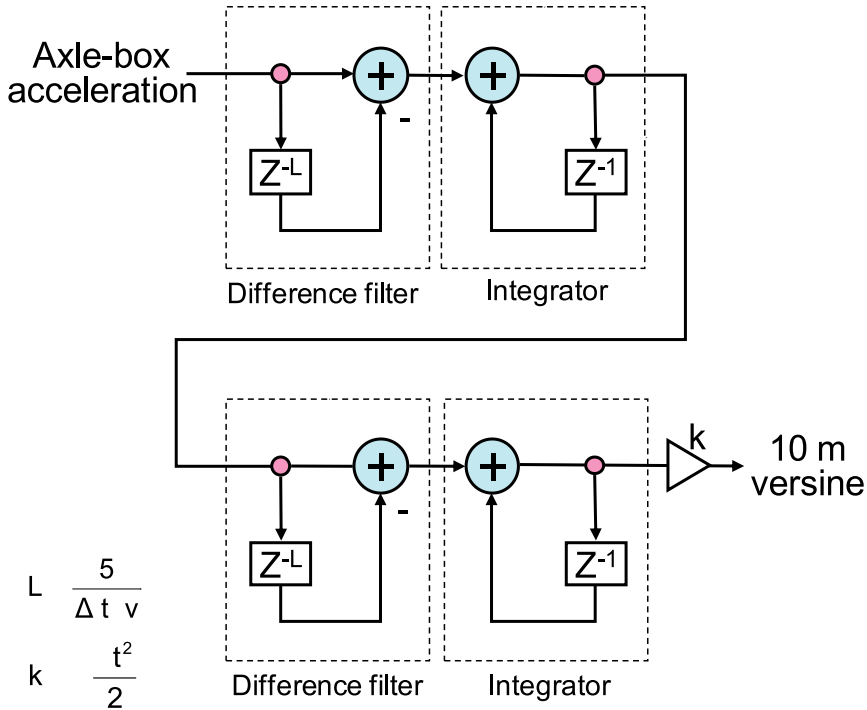 Axle-box
acceleration
+
+
-
Z⁻ᴸ
Z⁻¹
Difference filter
Integrator
+
+
k
10 m
versine
-
Z⁻ᴸ
Z⁻¹
L 5
Δ t v
k t²
2
Difference filter
Integrator